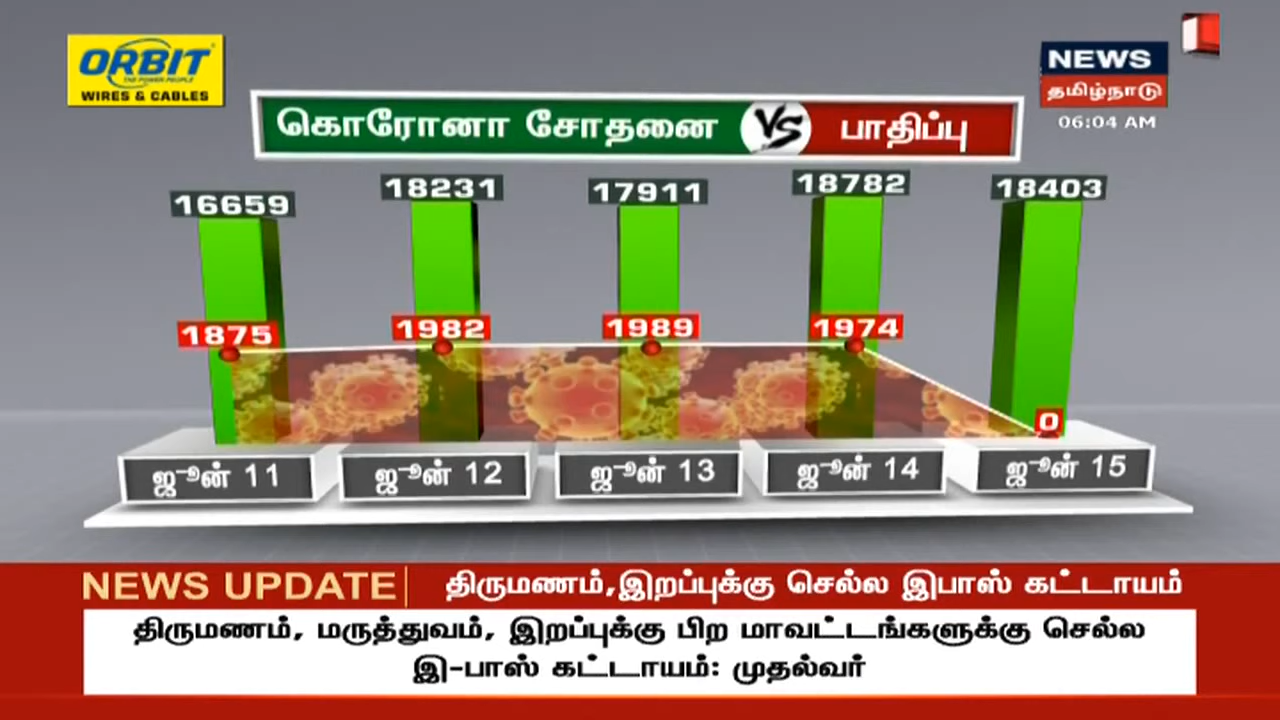 ORBIT
THE POWER PEOPLE
WIRES & CABLES
NEWS
தமிழ்நாடு
06:04 AM
கொரோனா சோதனை VS பாதிப்பு
16659 18231 17911 18782 18403
1875 1982 1989 1974 0
ஜூன் 11 ஜூன் 12 ஜூன் 13 ஜூன் 14 ஜூன் 15
NEWS UPDATE திருமணம்,இறப்புக்கு செல்ல இபாஸ் கட்டாயம்
திருமணம், மருத்துவம், இறப்புக்கு பிற மாவட்டங்களுக்கு செல்ல
இ-பாஸ் கட்டாயம்: முதல்வர்